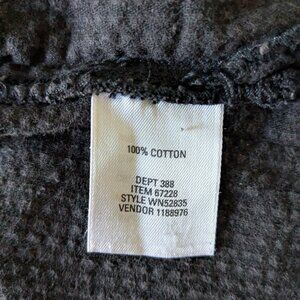 100% COTTON
DEPT 388
ITEM 67228
STYLE WN52835
VENDOR 1188976